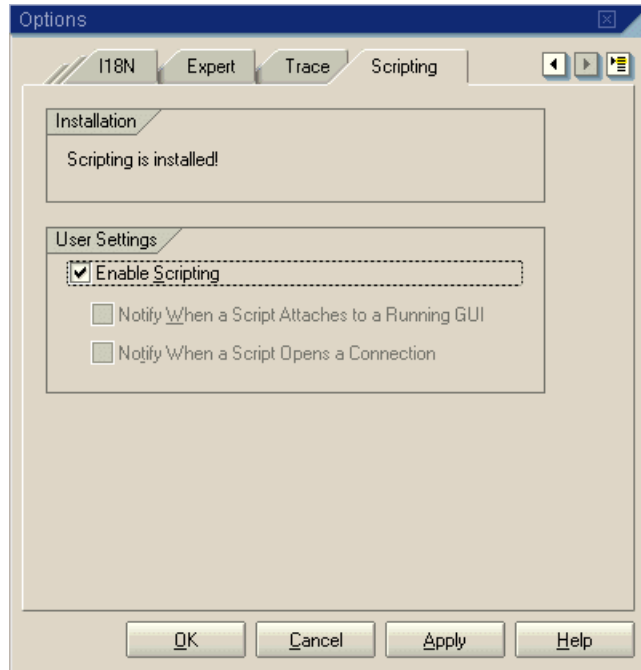 Options
I18N Expert Trace Scripting
Installation
Scripting is installed!
User Settings
Enable Scripting
Notify When a Script Attaches to a Running GUI
Notify When a Script Opens a Connection
OK Cancel Apply Help